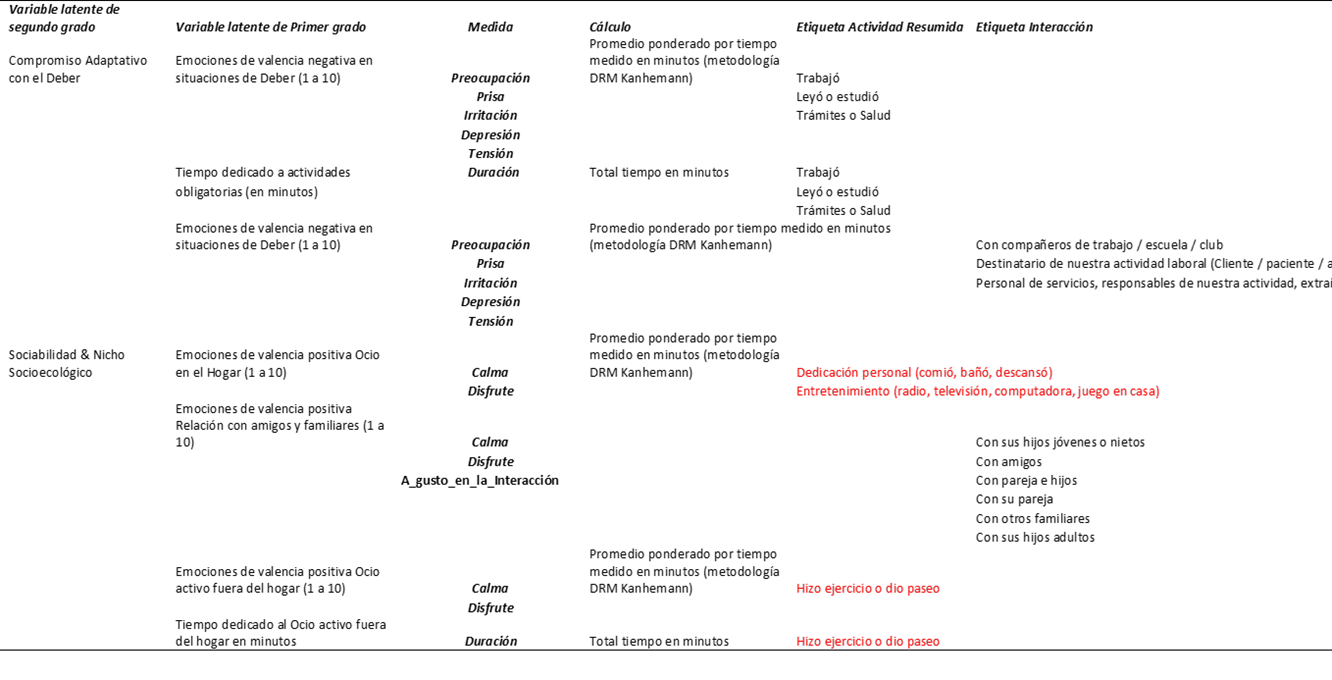 Variable latente de
segundo grado Variable latente de Primer grado Medida Cálculo Etiqueta Actividad Resumida Etiqueta Interacción
Promedio ponderado por tiempo
Compromiso Adaptativo Emociones de valencia negativa en medido en minutos (metodología
con el Deber situaciones de Deber (1 a 10) Preocupación DRM Kanhemann) Trabajó
Prisa Leyó o estudió
Irritación Trámites o Salud
Depresión
Tensión
Tiempo dedicado a actividades Duración Total tiempo en minutos Trabajó
obligatorias (en minutos) Leyó o estudió
Trámites o Salud
Emociones de valencia negativa en Promedio ponderado por tiempo medido en minutos
situaciones de Deber (1 a 10) Preocupación (metodología DRM Kanhemann) Con compañeros de trabajo / escuela / club
Prisa Destinatario de nuestra actividad laboral (Cliente / paciente / a
Irritación Personal de servicios, responsables de nuestra actividad, extrai
Depresión
Tensión
Promedio ponderado por tiempo
Sociabilidad & Nicho Emociones de valencia positiva Ocio medido en minutos (metodología
Socioecológico en el Hogar (1 a 10) Calma DRM Kanhemann) Dedicación personal (comió, bañó, descansó)
Disfrute Entretenimiento (radio, televisión, computadora, juego en casa)
Emociones de valencia positiva
Relación con amigos y familiares (1 a
10) Calma Con sus hijos jóvenes o nietos
Disfrute Con amigos
A_gusto_en_la_Interacción Con pareja e hijos
Con su pareja
Con otros familiares
Con sus hijos adultos
Promedio ponderado por tiempo
Emociones de valencia positiva Ocio medido en minutos (metodología
activo fuera del hogar (1 a 10) Calma DRM Kanhemann) Hizo ejercicio o dio paseo
Disfrute
Tiempo dedicado al Ocio activo fuera
del hogar en minutos Duración Total tiempo en minutos Hizo ejercicio o dio paseo